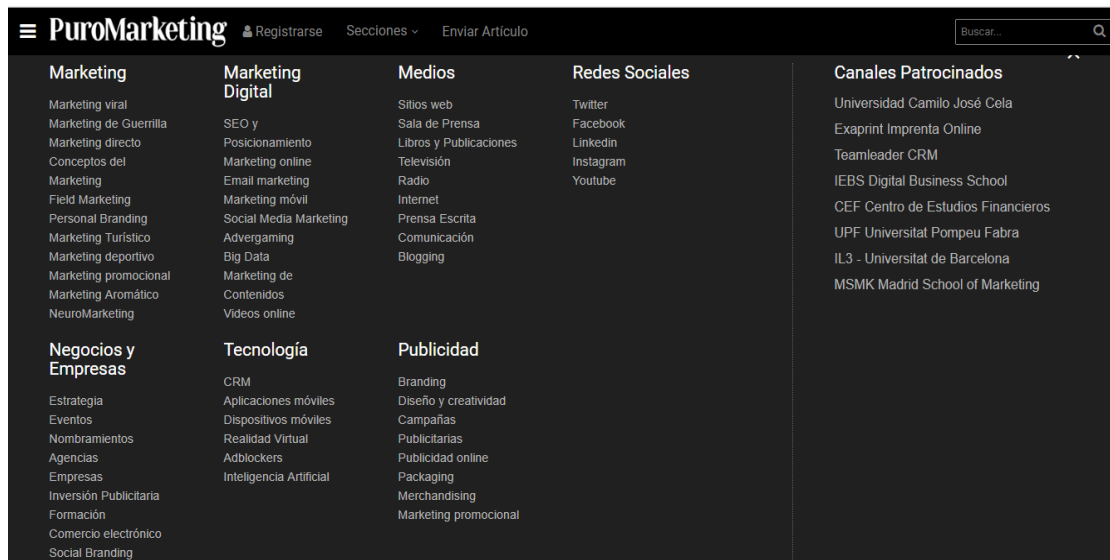 PuroMarketing Registrarse Secciones Enviar Artículo Buscar...
Marketing
Marketing viral
Marketing de Guerrilla
Marketing directo
Conceptos del
Marketing
Field Marketing
Personal Branding
Marketing Turístico
Marketing deportivo
Marketing promocional
Marketing Aromático
NeuroMarketing
Marketing
Digital
SEO y
Posicionamiento
Marketing online
Email marketing
Marketing móvil
Social Media Marketing
Advergaming
Big Data
Marketing de
Contenidos
Videos online
Medios
Sitios web
Sala de Prensa
Libros y Publicaciones
Televisión
Radio
Internet
Prensa Escrita
Comunicación
Blogging
Redes Sociales
Twitter
Facebook
Linkedin
Instagram
Youtube
Negocios y
Empresas
Estrategia
Eventos
Nombramientos
Agencias
Empresas
Inversión Publicitaria
Formación
Comercio electrónico
Social Branding
Tecnología
CRM
Aplicaciones móviles
Dispositivos móviles
Realidad Virtual
Adblockers
Inteligencia Artificial
Publicidad
Branding
Diseño y creatividad
Campañas
Publicitarias
Publicidad online
Packaging
Merchandising
Marketing promocional
Canales Patrocinados
Universidad Camilo José Cela
Exaprint Imprenta Online
Teamleader CRM
IEBS Digital Business School
CEF Centro de Estudios Financieros
UPF Universitat Pompeu Fabra
IL3 - Universitat de Barcelona
MSMK Madrid School of Marketing